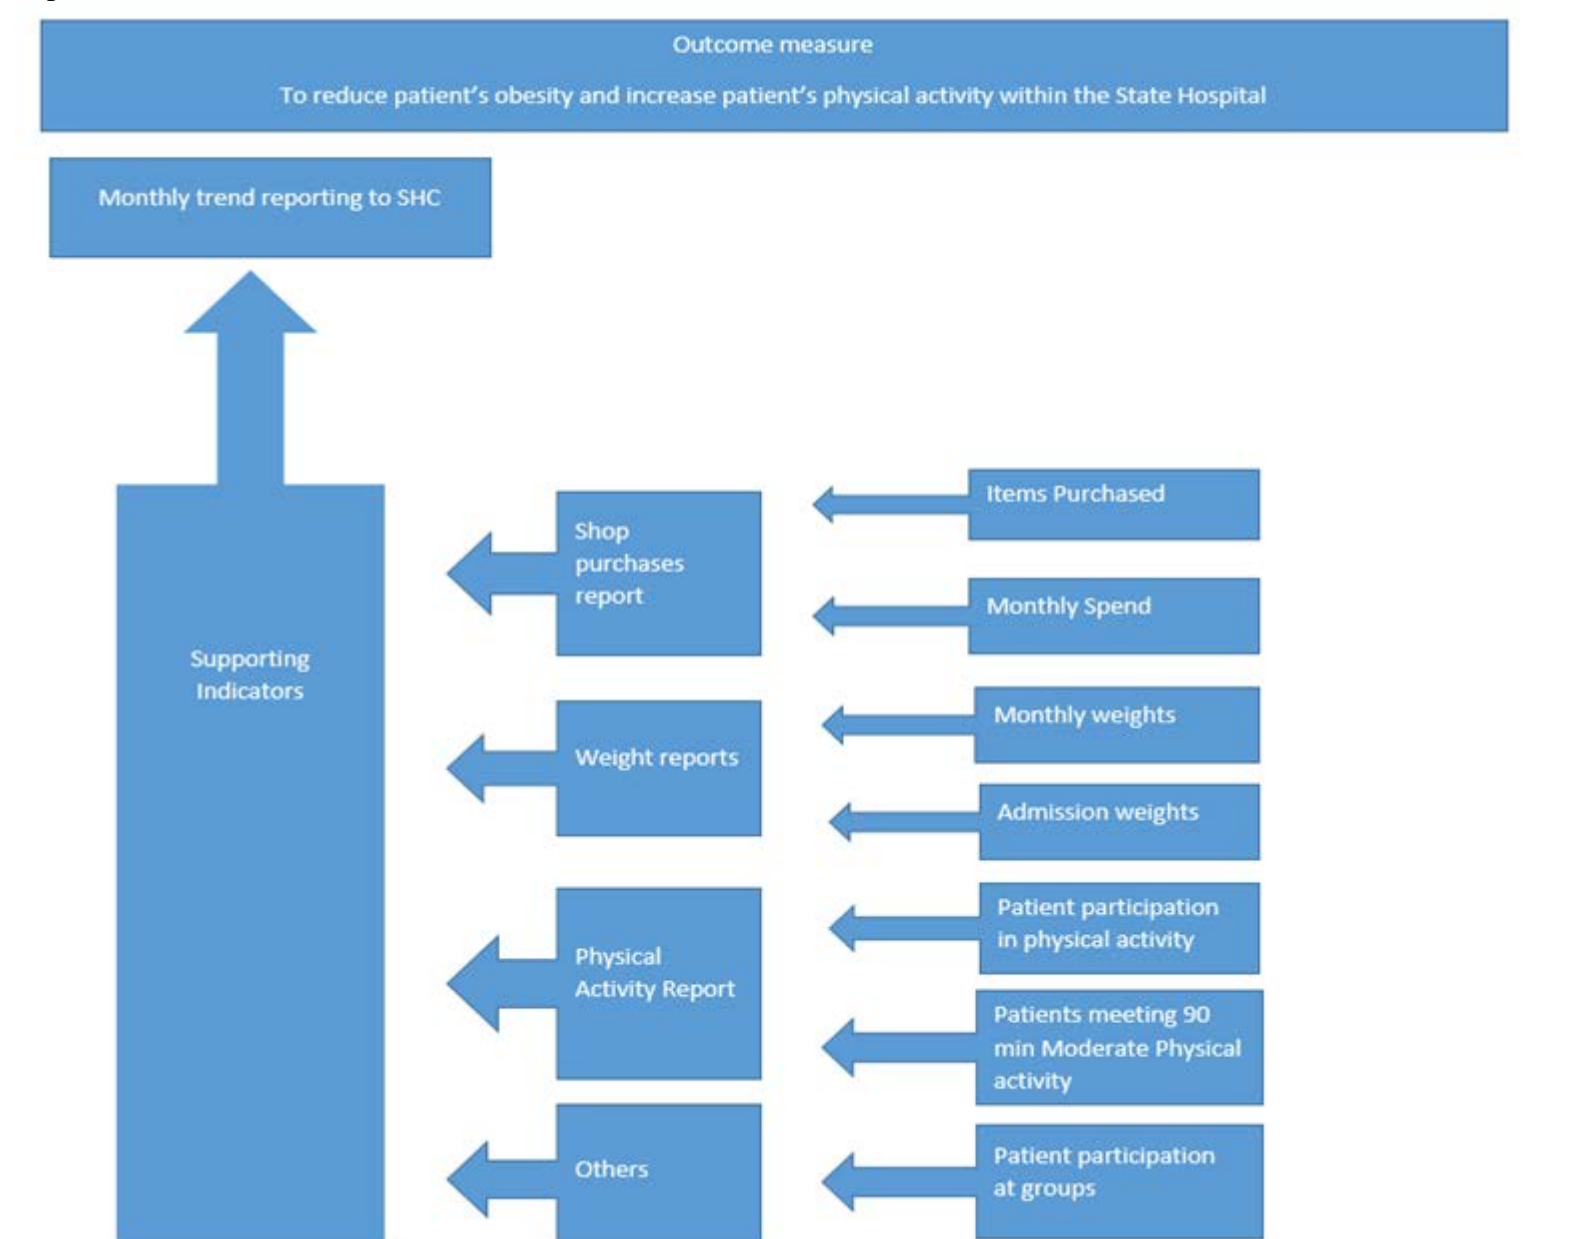 Outcome measure
To reduce patient's obesity and increase patient's physical activity within the State Hospital
Monthly trend reporting to SHC
Supporting
Indicators
Shop
purchases
report
Items Purchased
Monthly Spend
Weight reports
Monthly weights
Admission weights
Physical
Activity Report
Patient participation
in physical activity
Patients meeting 90
min Moderate Physical
activity
Others
Patient participation
at groups